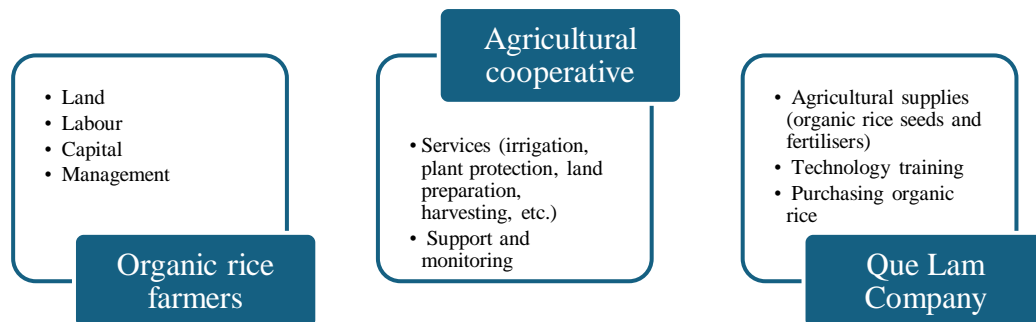 • Land
• Labour
• Capital
• Management
Organic rice
farmers
Agricultural
cooperative
• Services (irrigation,
plant protection, land
preparation,
harvesting, etc.)
• Support and
monitoring
• Agricultural supplies
(organic rice seeds and
fertilisers)
• Technology training
• Purchasing organic
rice
Que Lam
Company